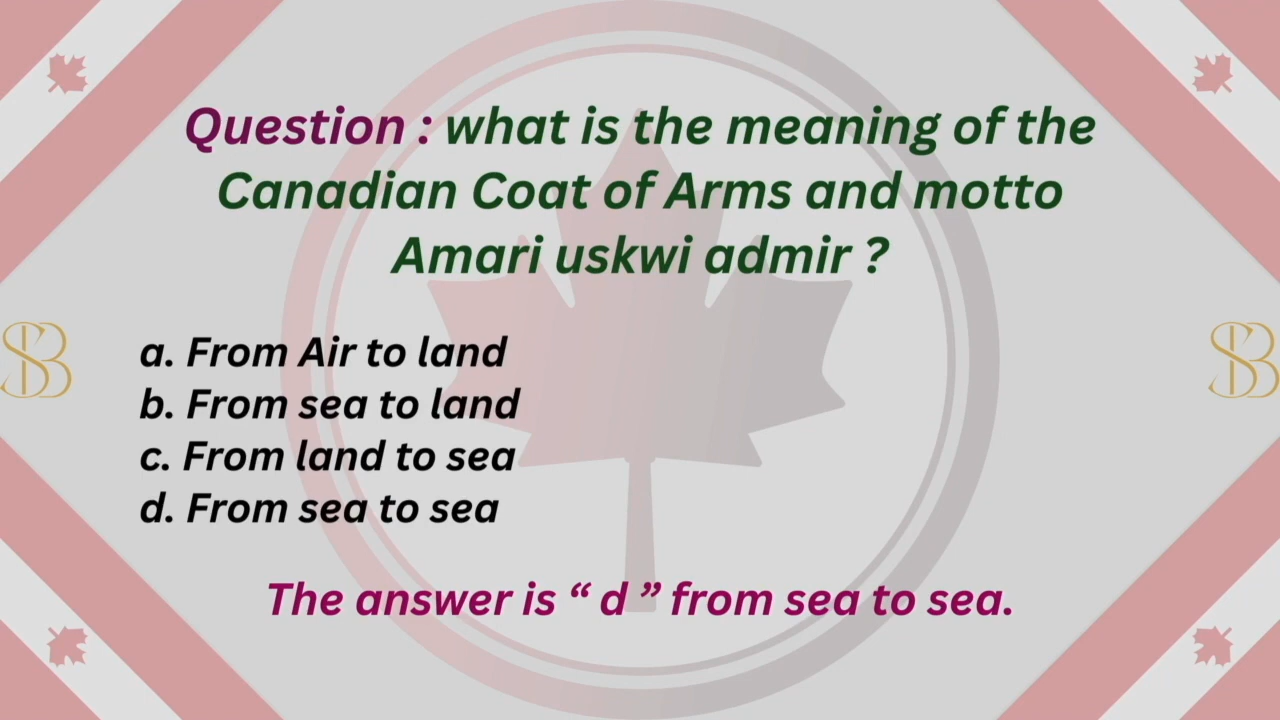 Question : what is the meaning of the
Canadian Coat of Arms and motto
Amari uskwi admir ?
a. From Air to land
b. From sea to land
c. From land to sea
d. From sea to sea
SB
SB
The answer is “ d ” from sea to sea.